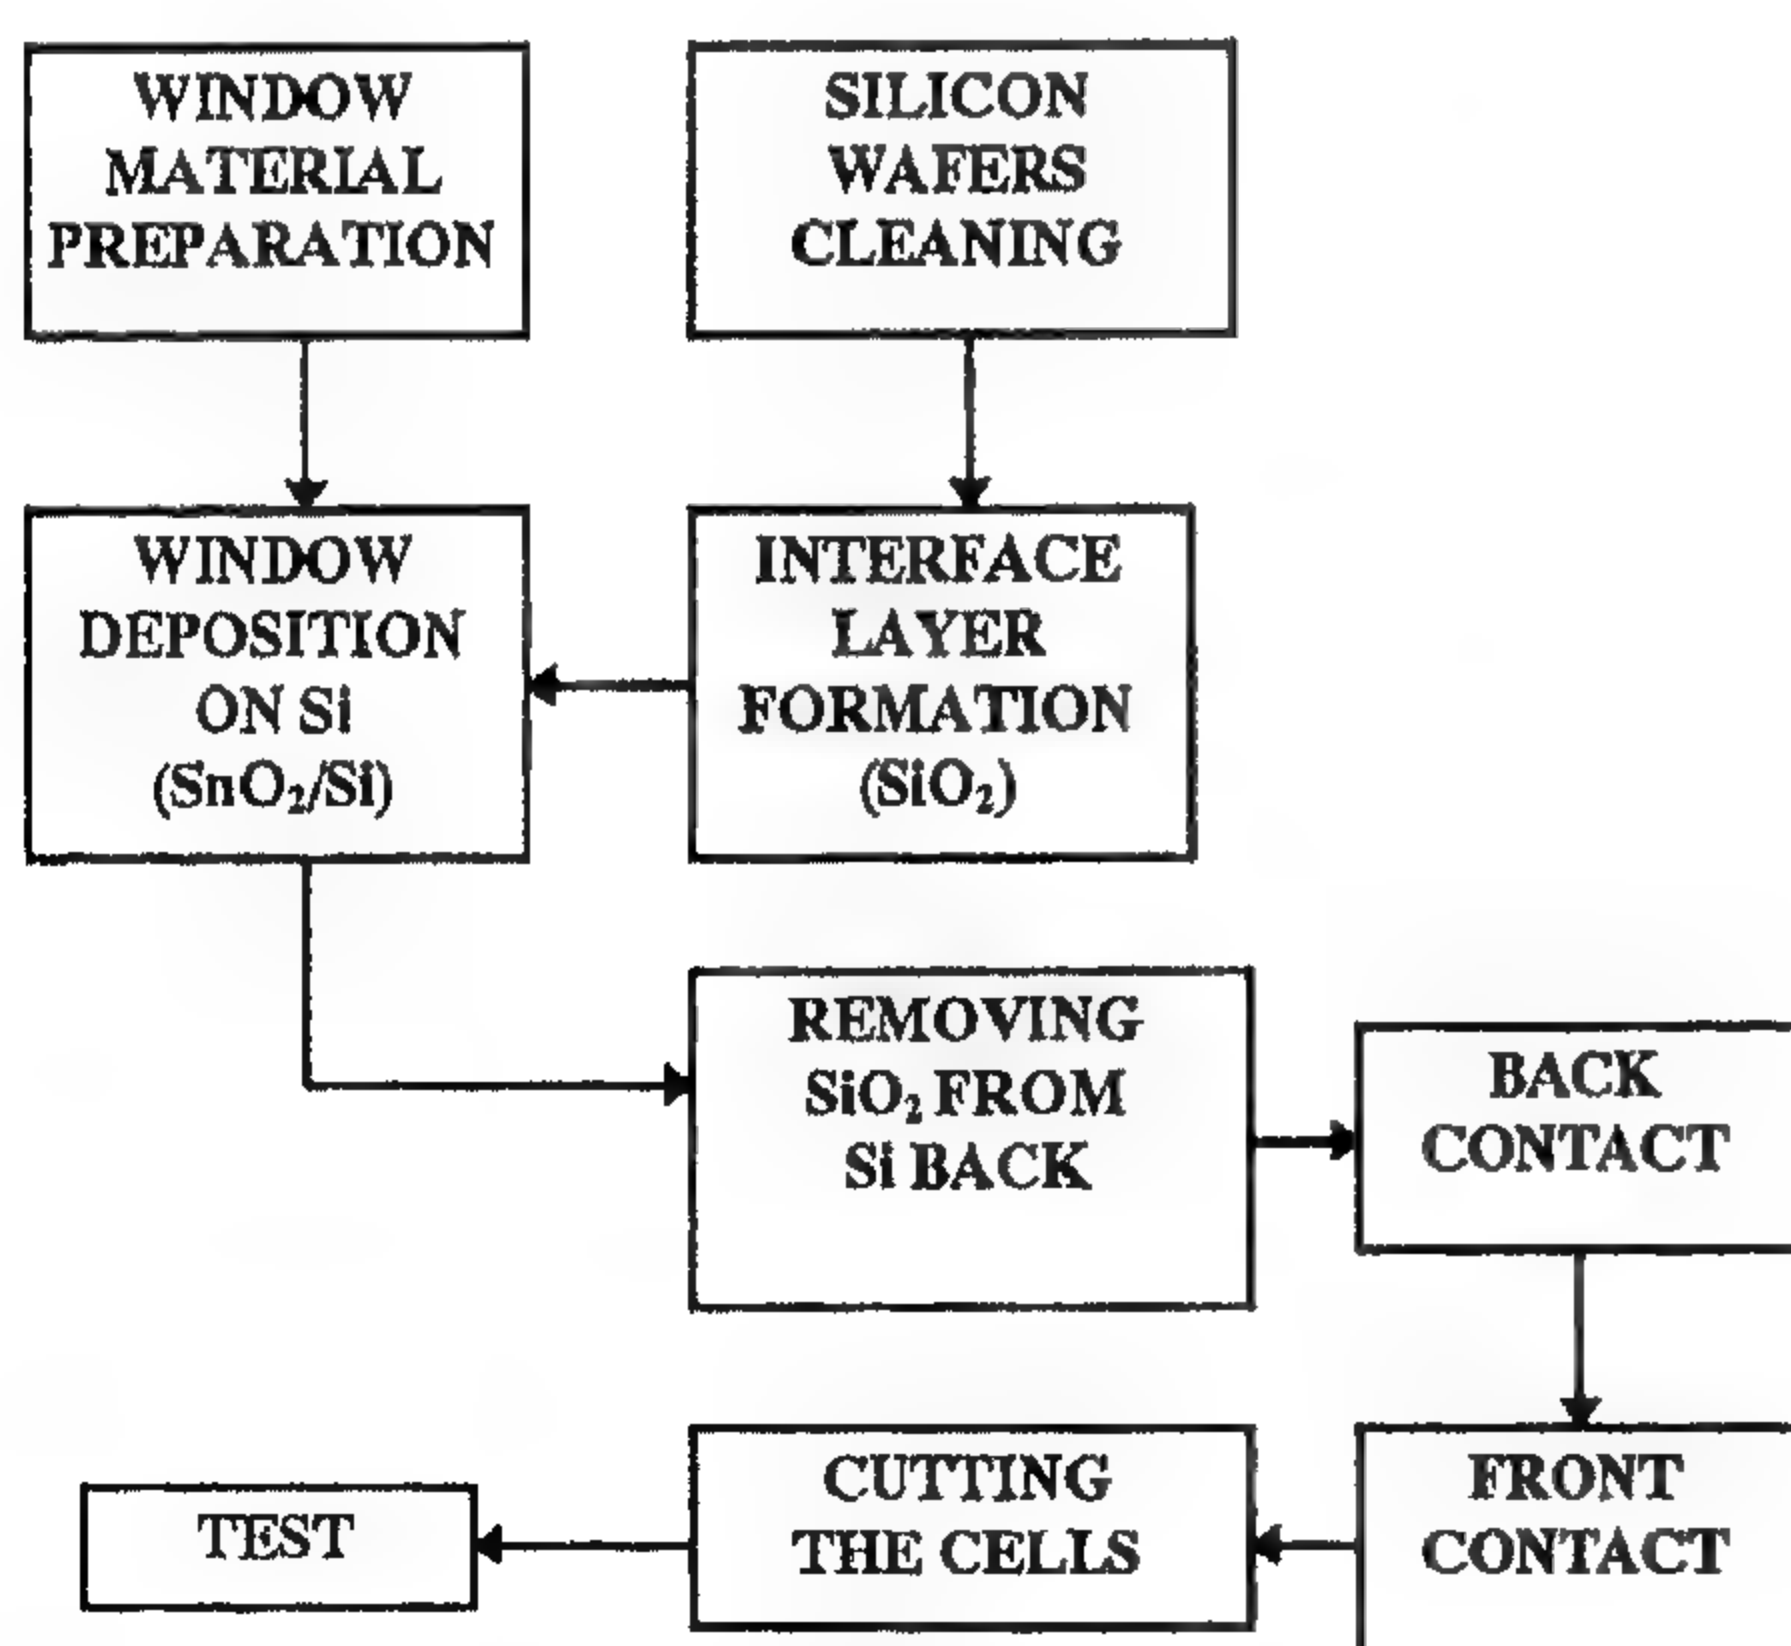 WINDOW
MATERIAL
PREPARATION
SILICON
WAFERS
CLEANING
WINDOW
DEPOSITION
ON Si
(SnO₂/Si)
INTERFACE
LAYER
FORMATION
(SiO₂)
REMOVING
SiO₂ FROM
Si BACK
BACK
CONTACT
FRONT
CONTACT
CUTTING
THE CELLS
TEST